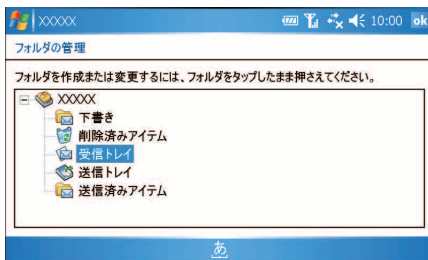 XXXXX 10:00 ok
フォルダの管理
フォルダを作成または変更するには、フォルダをタップしたまま押さえてください。
XXXXX
下書き
削除済みアイテム
受信トレイ
送信トレイ
送信済みアイテム
あ